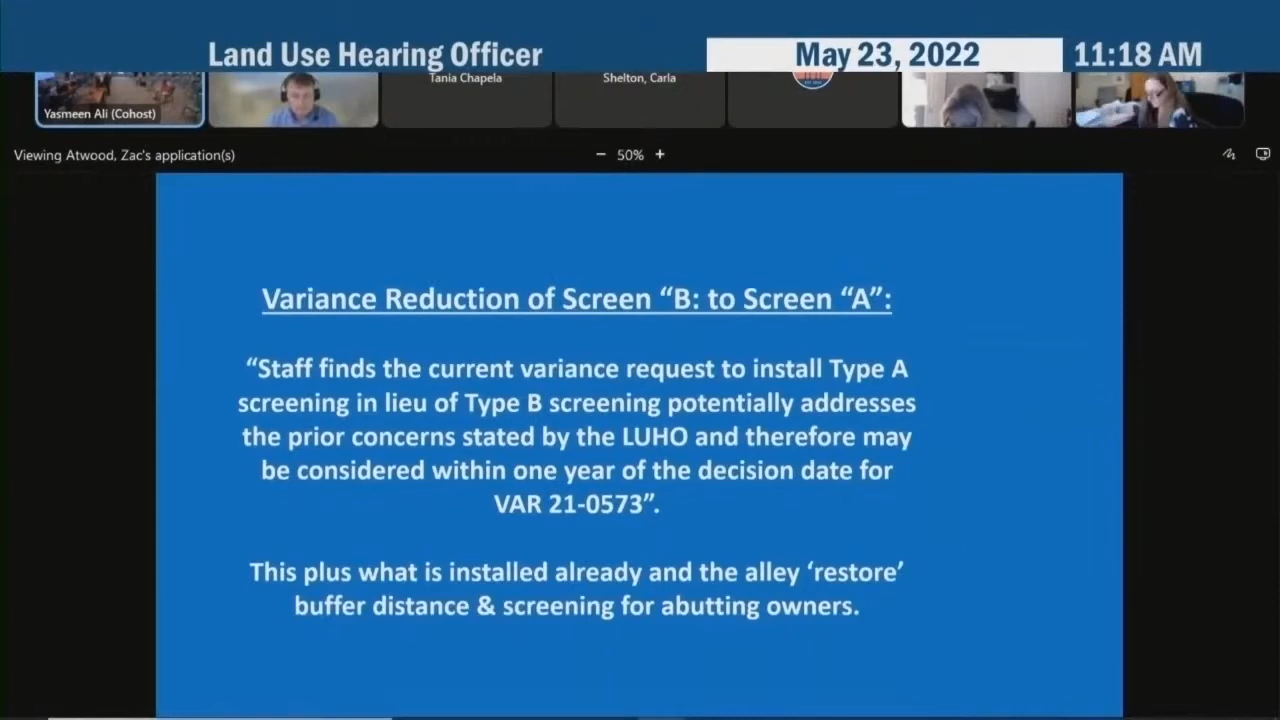 Land Use Hearing Officer
May 23, 2022
11:18 AM
Yasmeen Ali (Cohost)
Tania Chapela
Shelton, Carla
Viewing Atwood, Zac's application(s)
− 50% +
Variance Reduction of Screen “B: to Screen “A”:
“Staff finds the current variance request to install Type A
screening in lieu of Type B screening potentially addresses
the prior concerns stated by the LUHO and therefore may
be considered within one year of the decision date for
VAR 21-0573”.
This plus what is installed already and the alley ‘restore’
buffer distance & screening for abutting owners.